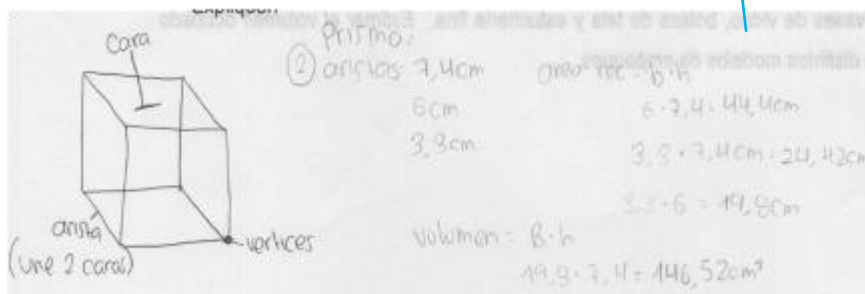 Expliquen
cara
Prismo:
② aristas 7,4cm
6cm
3,3cm
area rec = b·h
6·7,4=44,4cm
3,3·7,4cm=24,42cm
3,3·6=19,8cm
arista
(une 2 caras)
vertices
volumen = B·h
19,8·7,4=146,52cm³